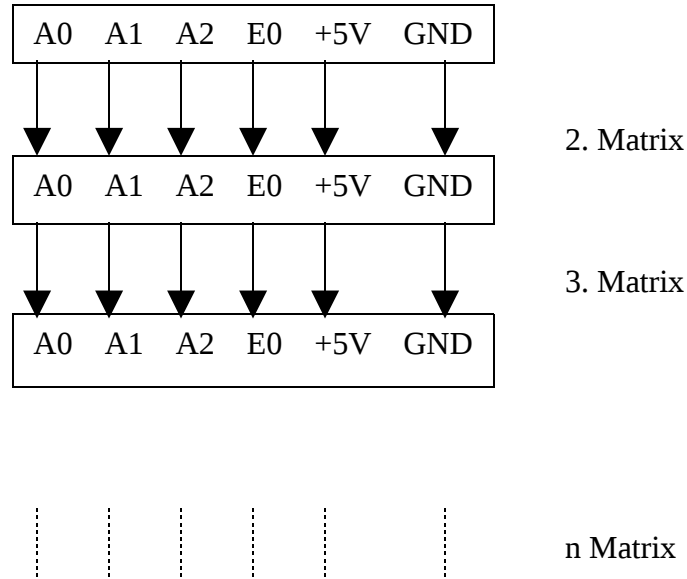 A0 A1 A2 E0 +5V GND
2. Matrix
A0 A1 A2 E0 +5V GND
3. Matrix
A0 A1 A2 E0 +5V GND
n Matrix